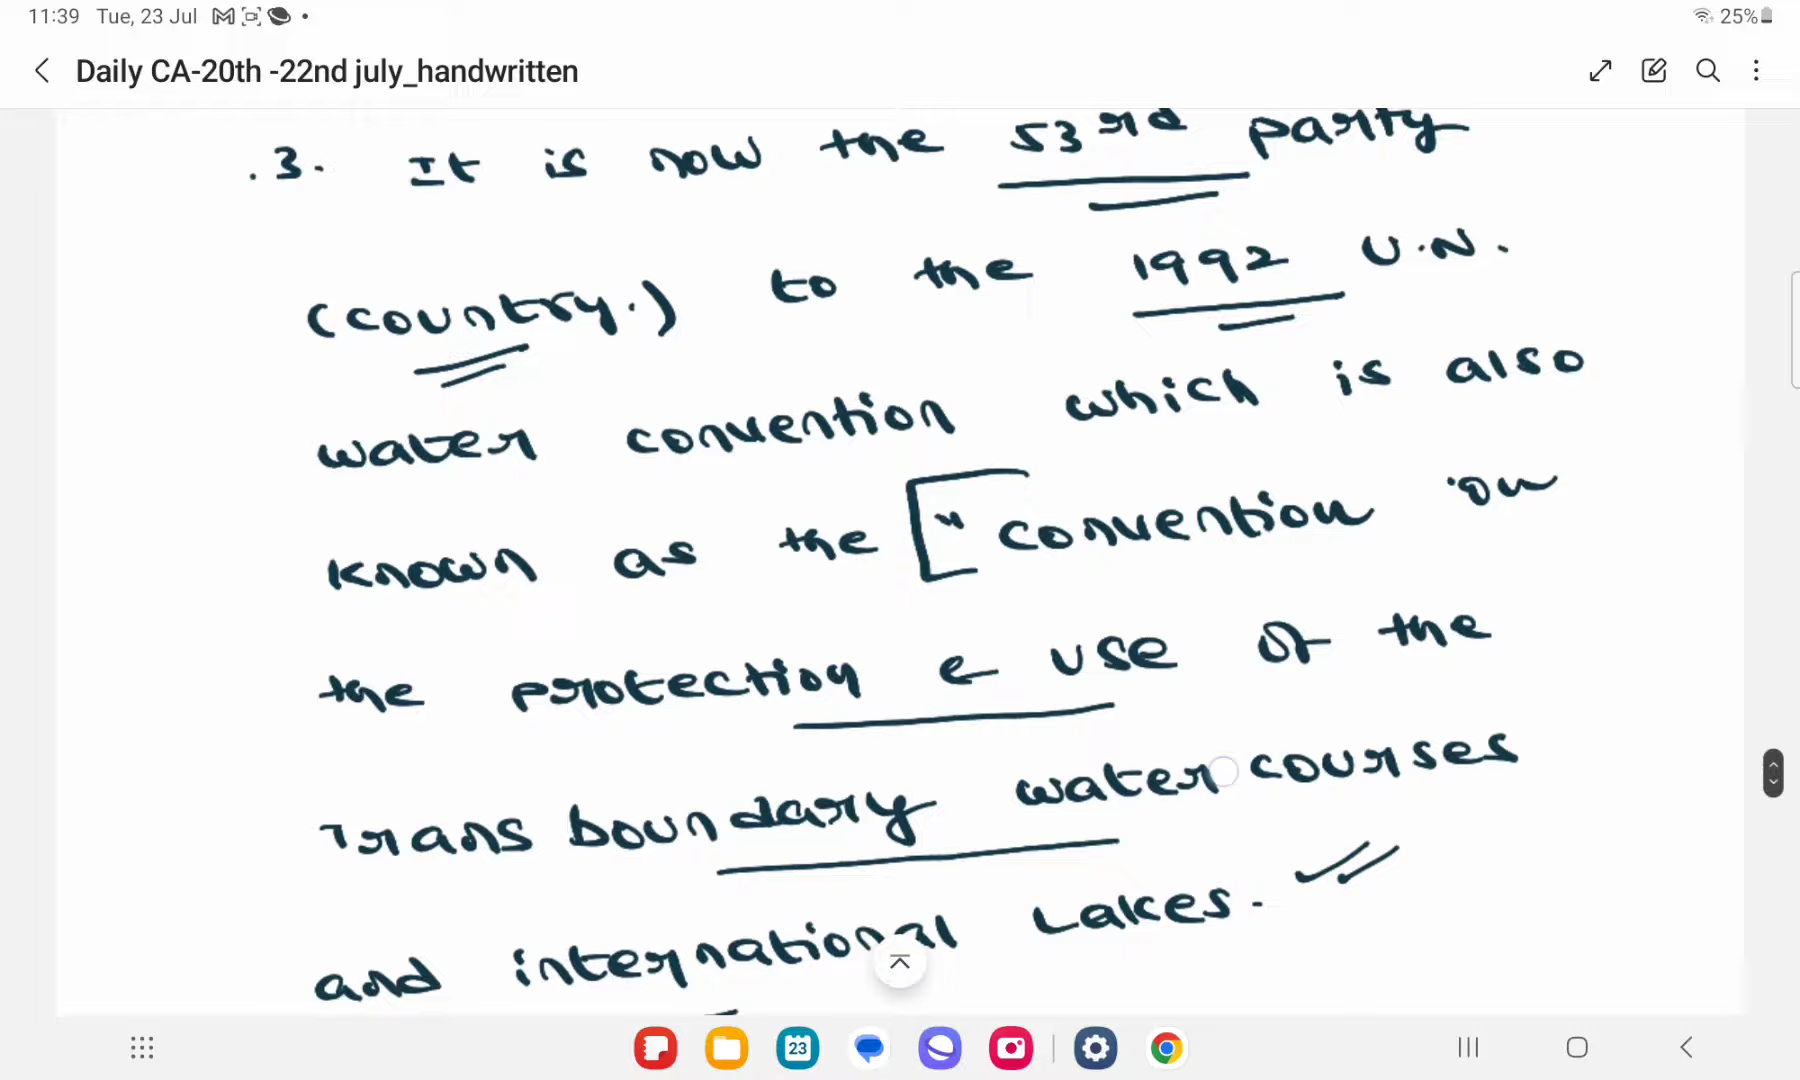 11:39 Tue, 23 Jul 25%
Daily CA-20th -22nd july_handwritten
.3. It is now the 53rd party
(country.) to the 1992 U.N.
water convention which is also
known as the ["convention on
the protection & use of the
Trans boundary water courses
and international Lakes.
23